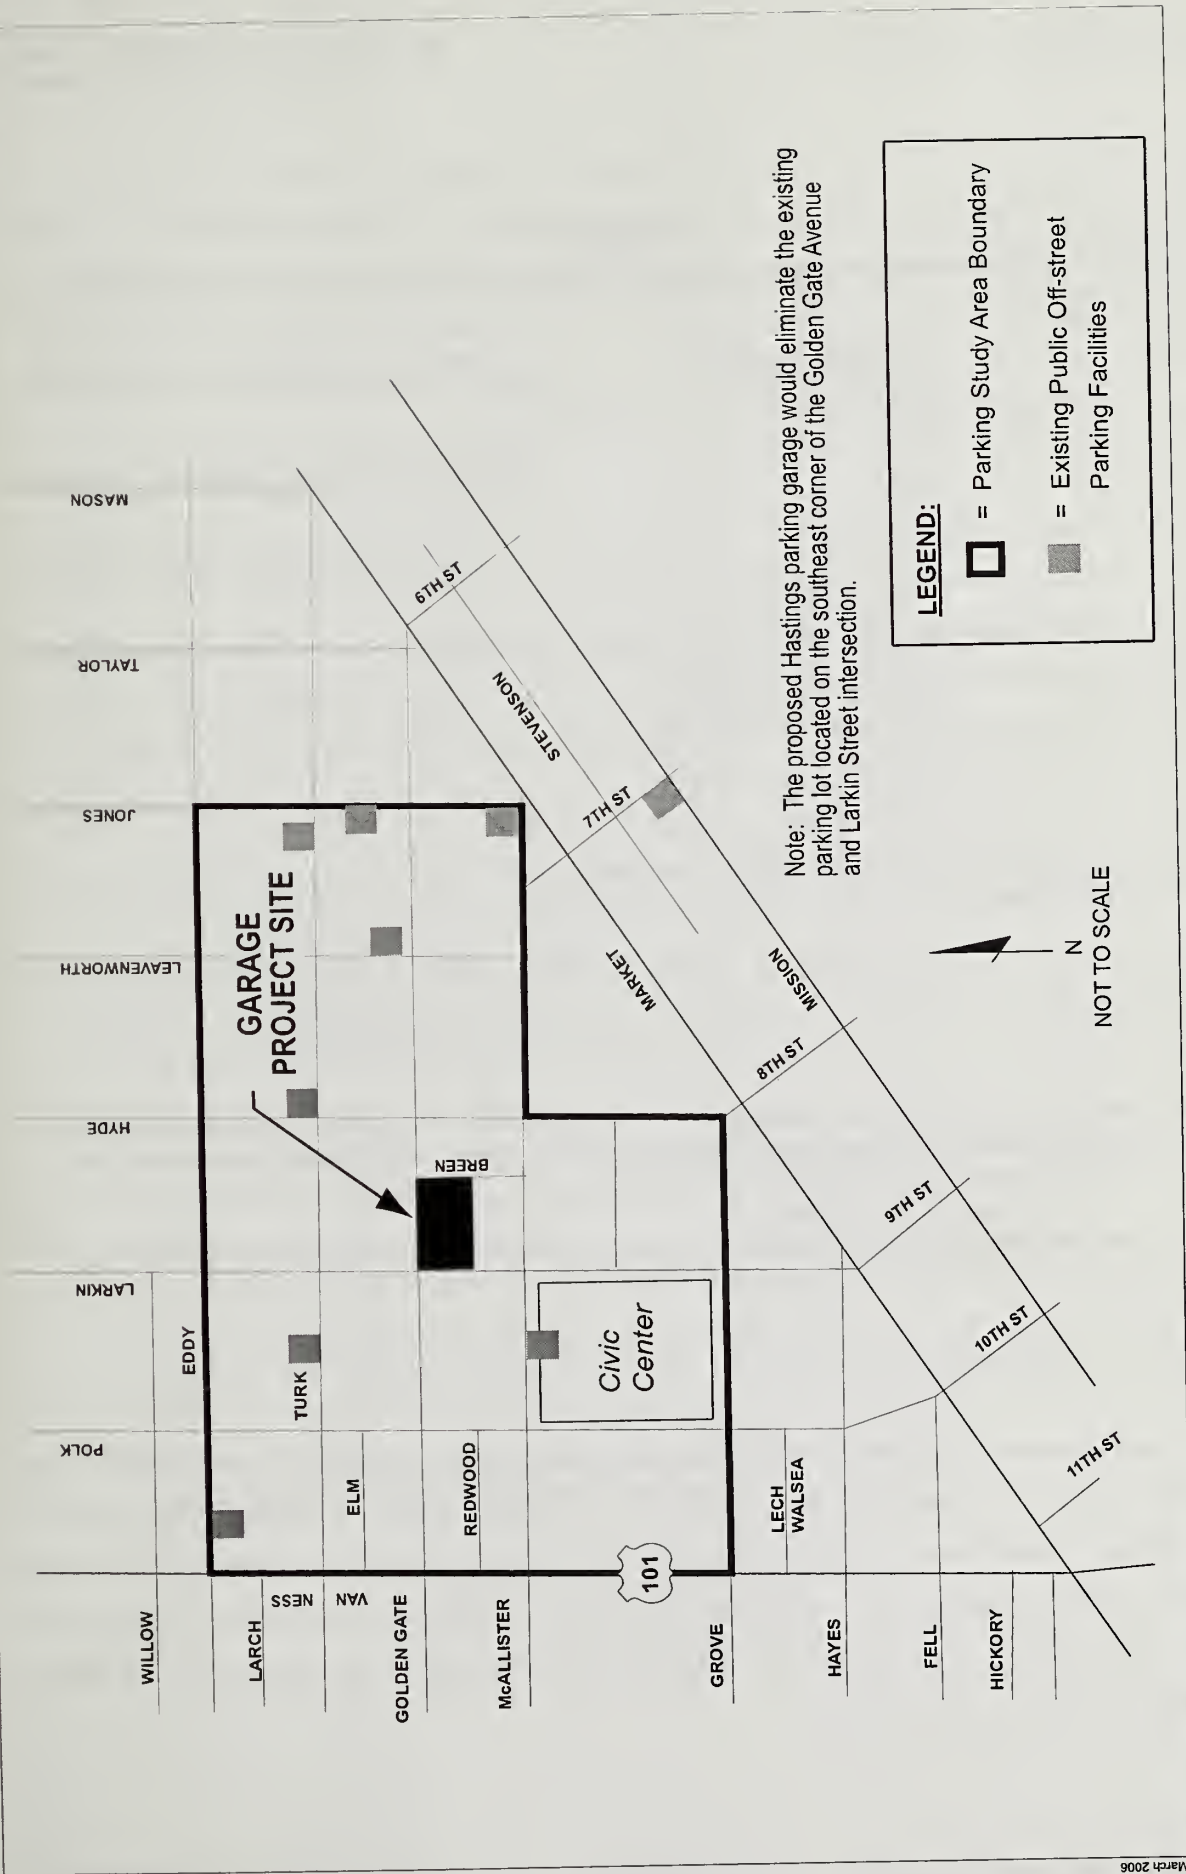 MASON
TAYLOR
JONES
LEAVENWORTH
HYDE
LARKIN
POLK
WILLOW
EDDY
LARCH
VAN NESS
TURK
ELM
GOLDEN GATE
REDWOOD
McALLISTER
GARAGE
PROJECT SITE
BREEN
Civic
Center
101
GROVE
LECH
WALSEA
HAYES
FELL
HICKORY
MARKET
STEVENSON
MISSION
6TH ST
7TH ST
8TH ST
9TH ST
10TH ST
11TH ST
N
NOT TO SCALE
Note: The proposed Hastings parking garage would eliminate the existing
parking lot located on the southeast corner of the Golden Gate Avenue
and Larkin Street intersection.
LEGEND:
= Parking Study Area Boundary
= Existing Public Off-street
Parking Facilities
March 2006